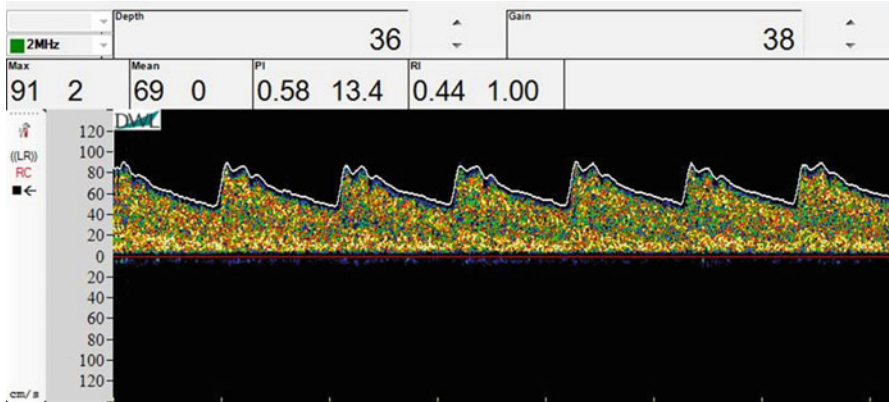 Depth
36
Gain
38
2MHz
Max
91 2
Mean
69 0
PI
0.58 13.4
RI
0.44 1.00
DWL
((LR))
RC
120
100
80
60
40
20
0
20
40
60
80
100
120
cm/s